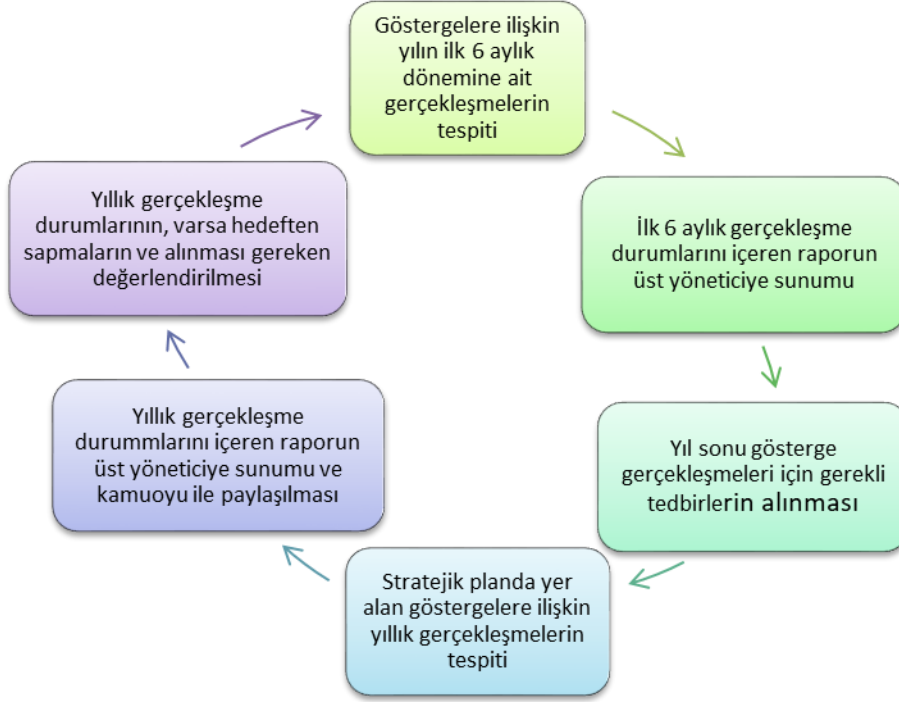 Göstergelere ilişkin
yılın ilk 6 aylık
dönemine ait
gerçekleşmelerin
tespiti
İlk 6 aylık gerçekleşme
durumlarını içeren raporun
üst yöneticiye sunumu
Yıl sonu gösterge
gerçekleşmeleri için gerekli
tedbirlerin alınması
Stratejik planda yer
alan göstergelere ilişkin
yıllık gerçekleşmelerin
tespiti
Yıllık gerçekleşme
durummlarını içeren raporun
üst yöneticiye sunumu ve
kamuoyu ile paylaşılması
Yıllık gerçekleşme
durumlarının, varsa hedeften
sapmaların ve alınması gereken
değerlendirilmesi